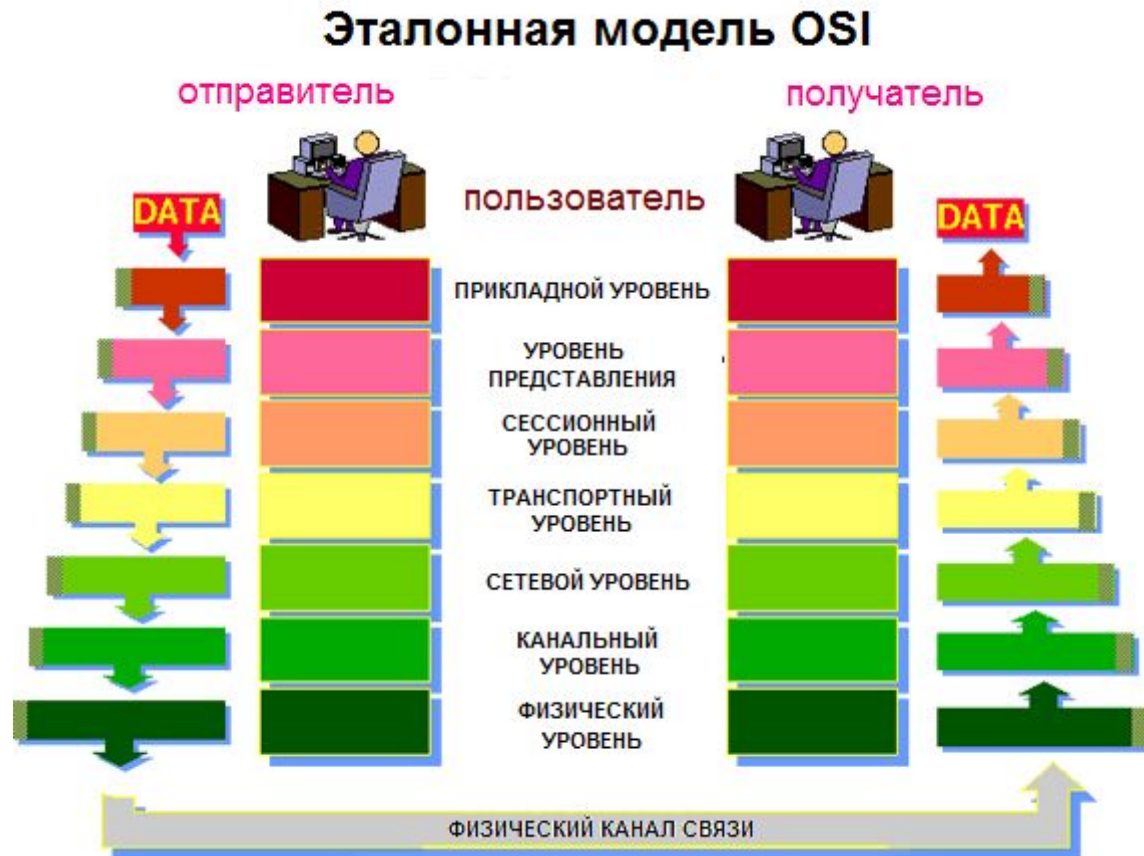 Эталонная модель OSI
отправитель
получатель
пользователь
DATA
DATA
ПРИКЛАДНОЙ УРОВЕНЬ
УРОВЕНЬ
ПРЕДСТАВЛЕНИЯ
СЕССИОННЫЙ
УРОВЕНЬ
ТРАНСПОРТНЫЙ
УРОВЕНЬ
СЕТЕВОЙ УРОВЕНЬ
КАНАЛЬНЫЙ
УРОВЕНЬ
ФИЗИЧЕСКИЙ
УРОВЕНЬ
ФИЗИЧЕСКИЙ КАНАЛ СВЯЗИ